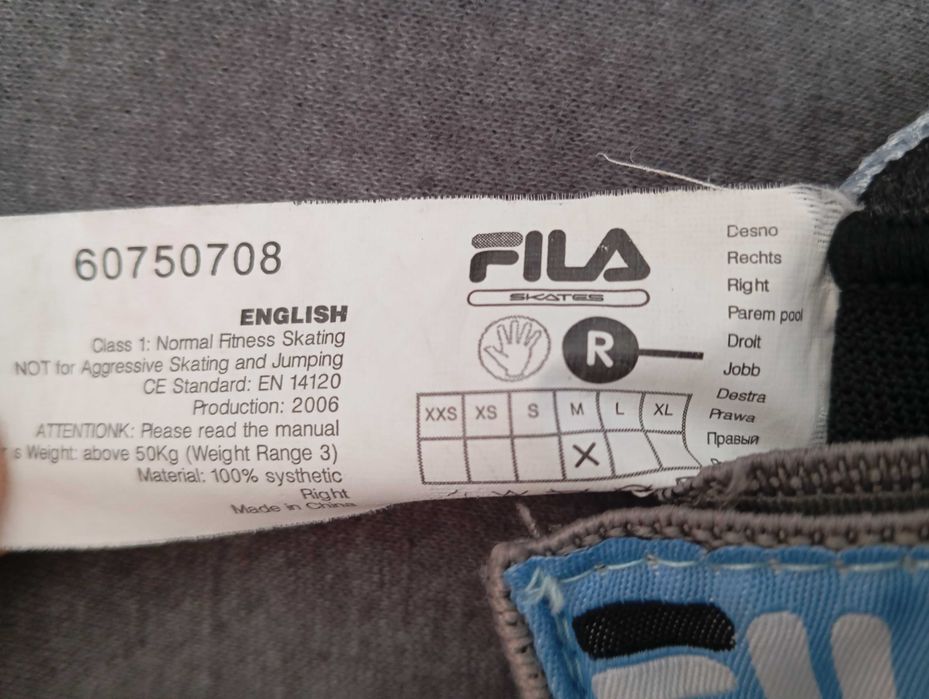 60750708
ENGLISH
Class 1: Normal Fitness Skating
NOT for Aggressive Skating and Jumping
CE Standard: EN 14120
Production: 2006
ATTENTIONK: Please read the manual
s Weight: above 50Kg (Weight Range 3)
Material: 100% systhetic
Right
Made in China
FILA
SKATES
R
XXS XS S M L XL
X
Desno
Rechts
Right
Parem pool
Droit
Jobb
Destra
Prawa
Правый
FIL